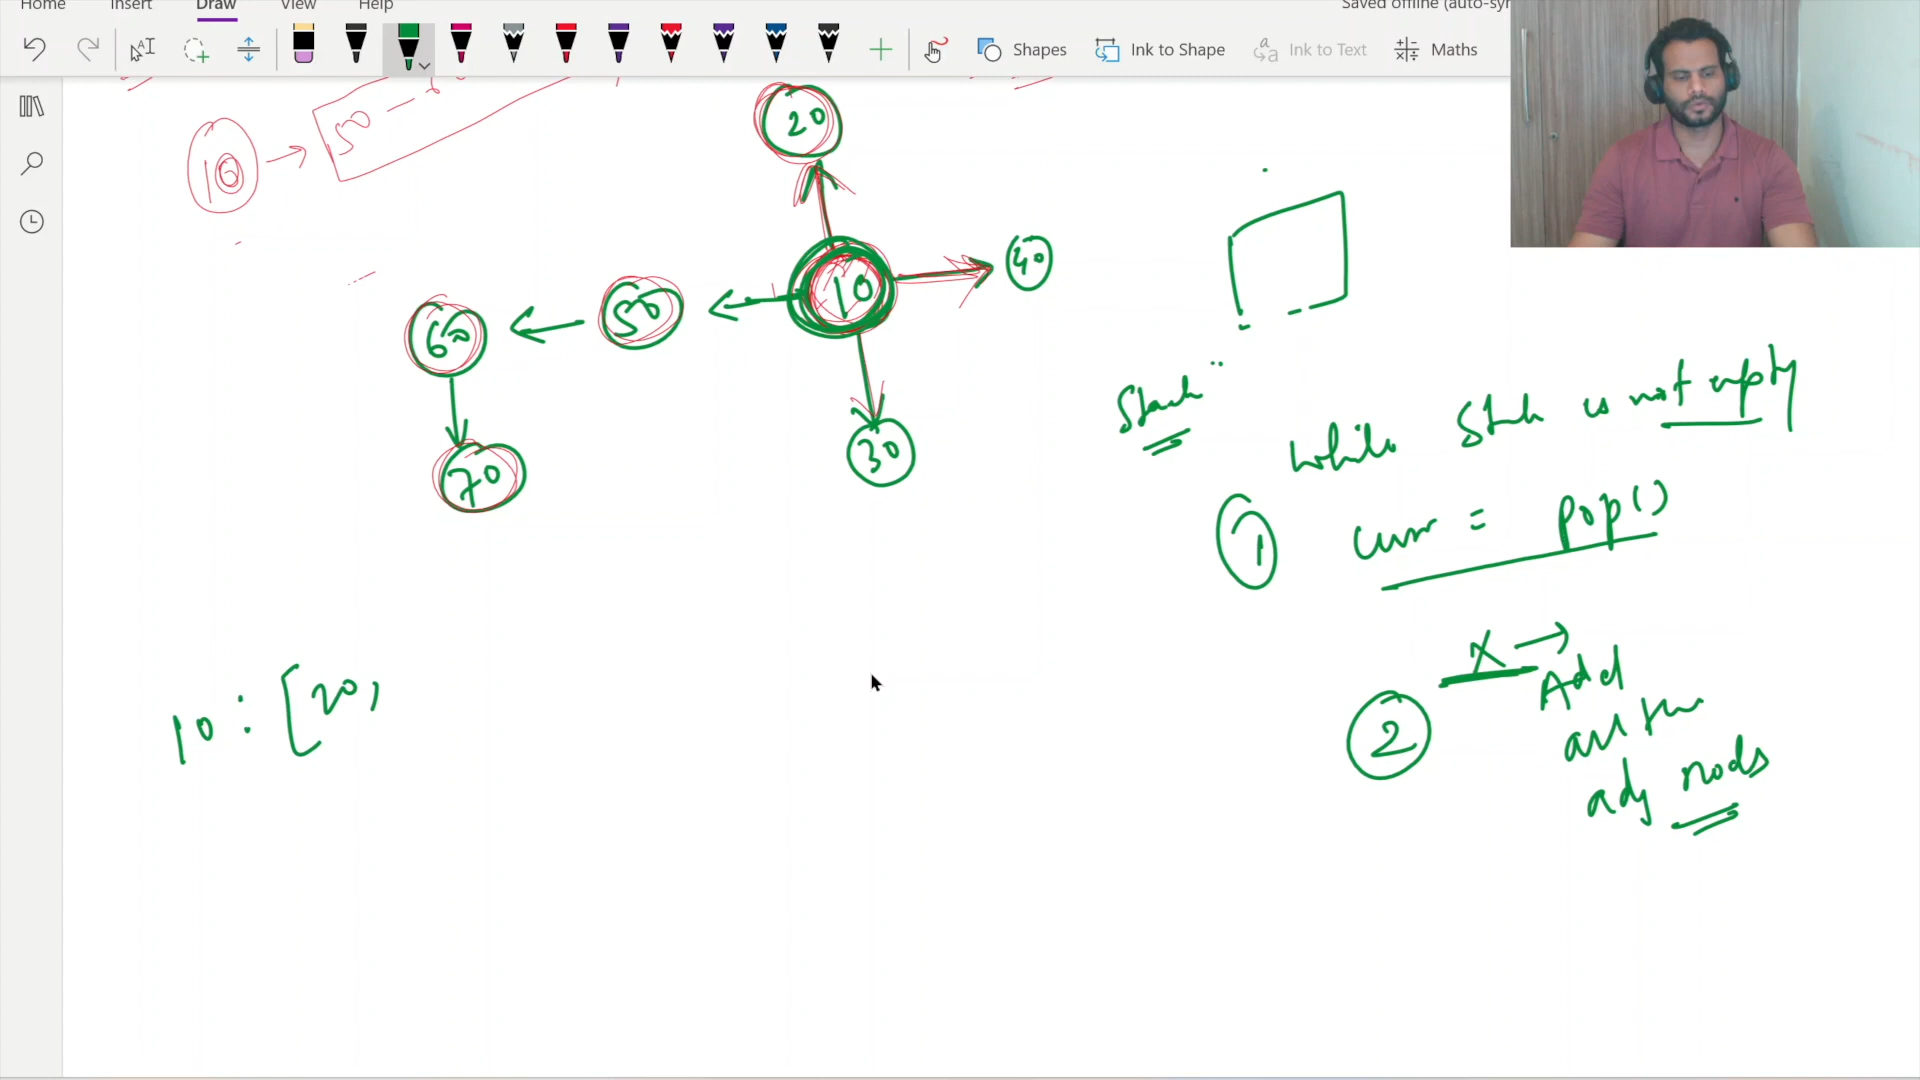 Home Insert Draw View Help
Saved offline (auto-syn
Shapes Ink to Shape Ink to Text Maths
20
10
50
10
40
60
50
30
70
Stack
While Stack is not empty
1 curr = pop()
X → Add
all the
2
adj nodes
10 : [20,